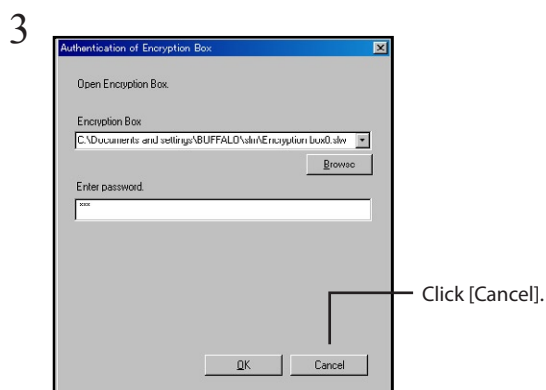 3
Authentication of Encryption Box
Open Encryption Box.
Encryption Box
C:\Documents and settings\BUFFALO\slm\Encryption box0.slw
Browse
Enter password.
***
Click [Cancel].
OK
Cancel